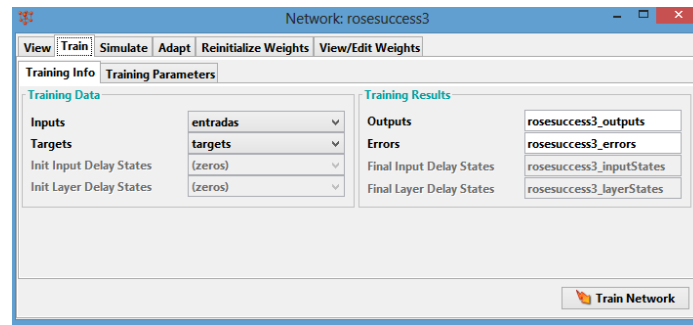 Network: rosesuccess3
View Train Simulate Adapt Reinitialize Weights View/Edit Weights
Training Info Training Parameters
Training Data
Inputs entradas
Targets targets
Init Input Delay States (zeros)
Init Layer Delay States (zeros)
Training Results
Outputs rosesuccess3_outputs
Errors rosesuccess3_errors
Final Input Delay States rosesuccess3_inputStates
Final Layer Delay States rosesuccess3_layerStates
Train Network